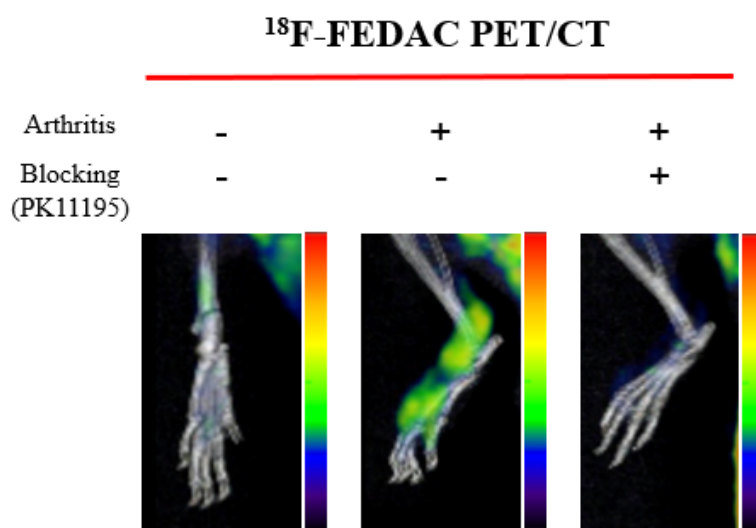 ¹⁸F-FEDAC PET/CT
Arthritis - + +
Blocking - - +
(PK11195)